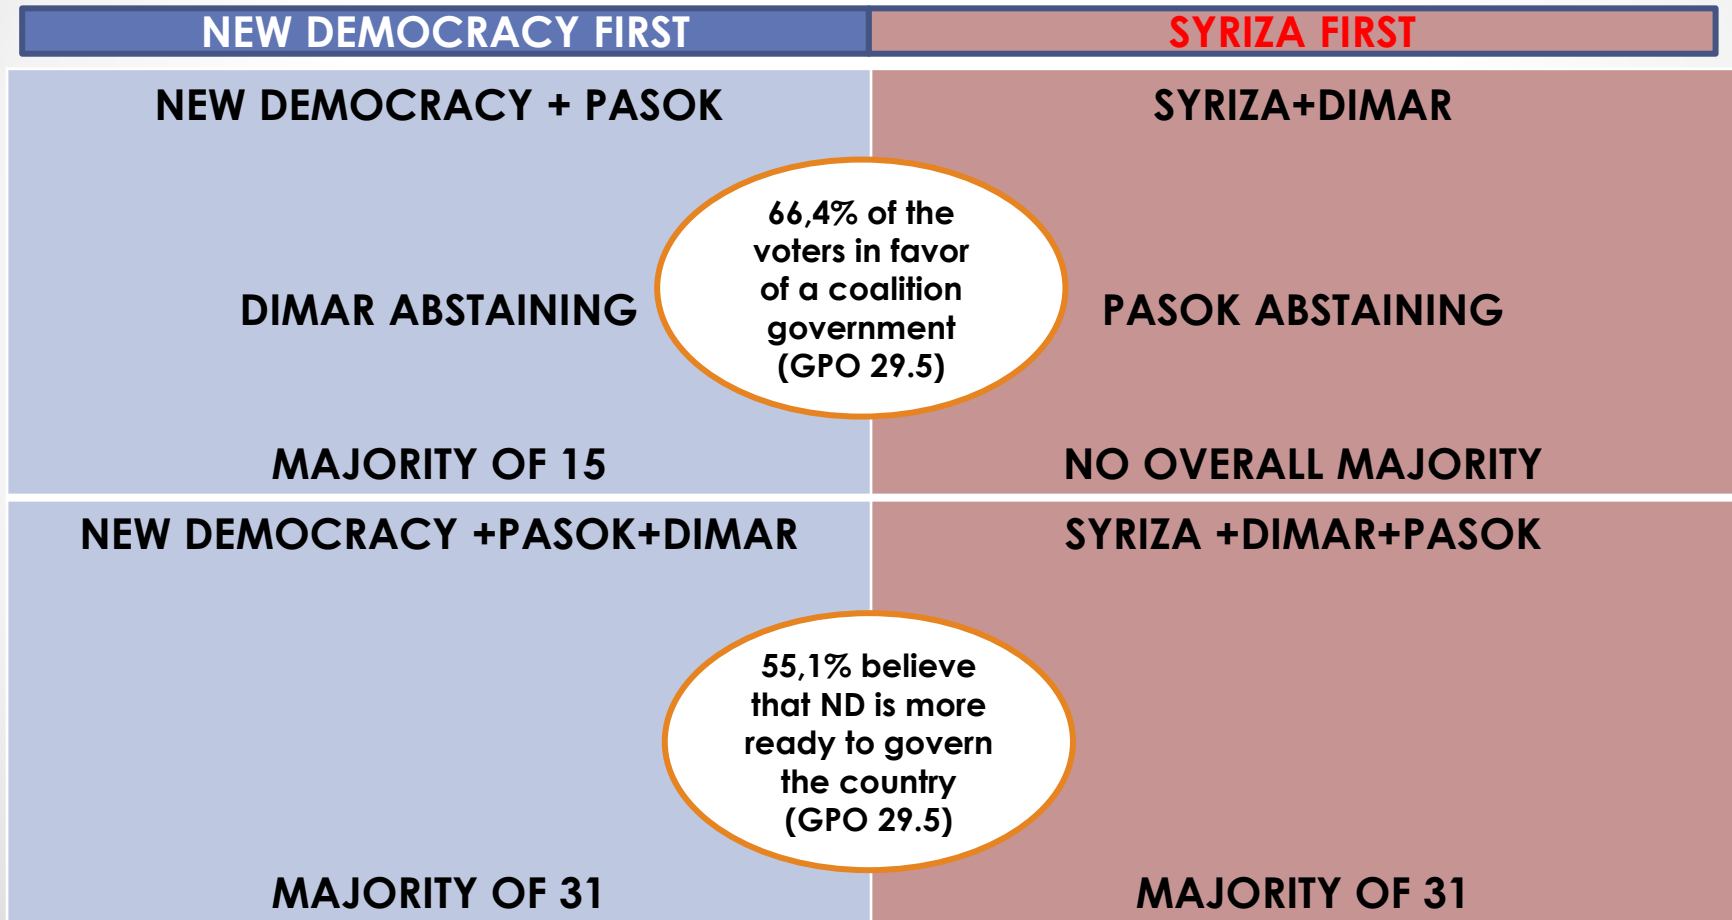 NEW DEMOCRACY FIRST
SYRIZA FIRST
NEW DEMOCRACY + PASOK
DIMAR ABSTAINING
MAJORITY OF 15
SYRIZA+DIMAR
PASOK ABSTAINING
NO OVERALL MAJORITY
66,4% of the
voters in favor
of a coalition
government
(GPO 29.5)
NEW DEMOCRACY +PASOK+DIMAR
MAJORITY OF 31
SYRIZA +DIMAR+PASOK
MAJORITY OF 31
55,1% believe
that ND is more
ready to govern
the country
(GPO 29.5)